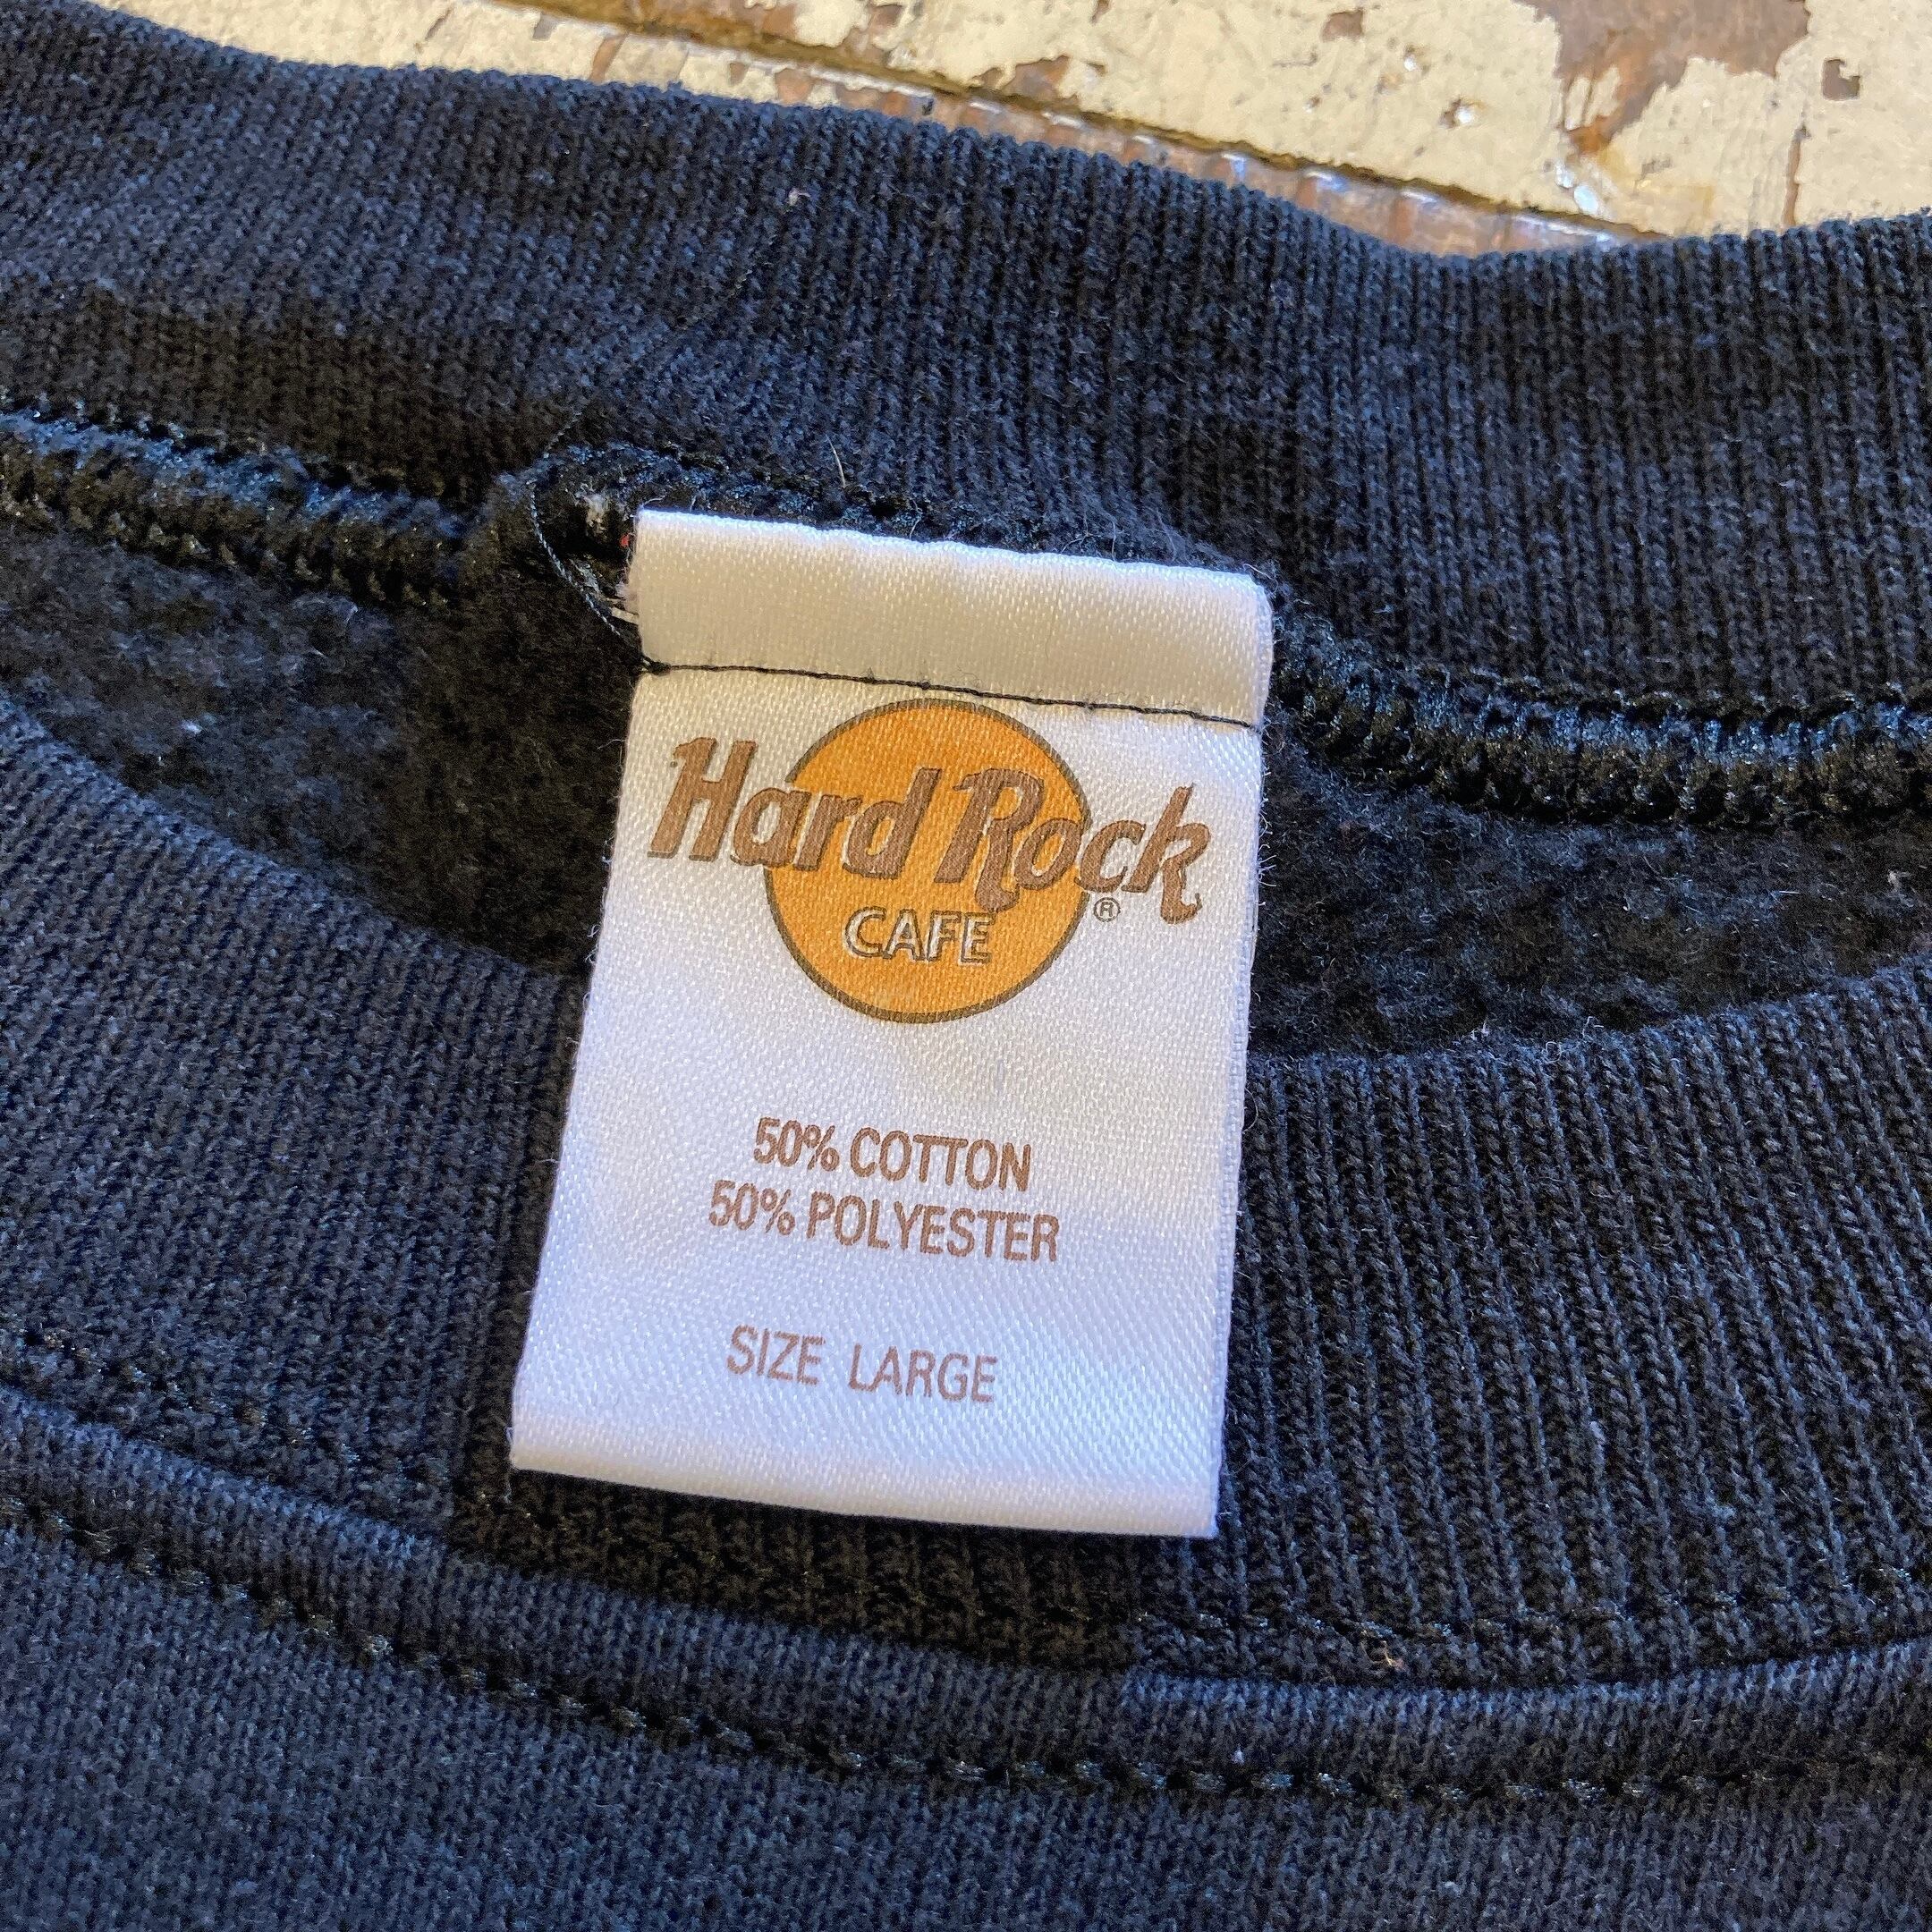 Hard Rock
®
CAFE
50% COTTON
50% POLYESTER
SIZE LARGE